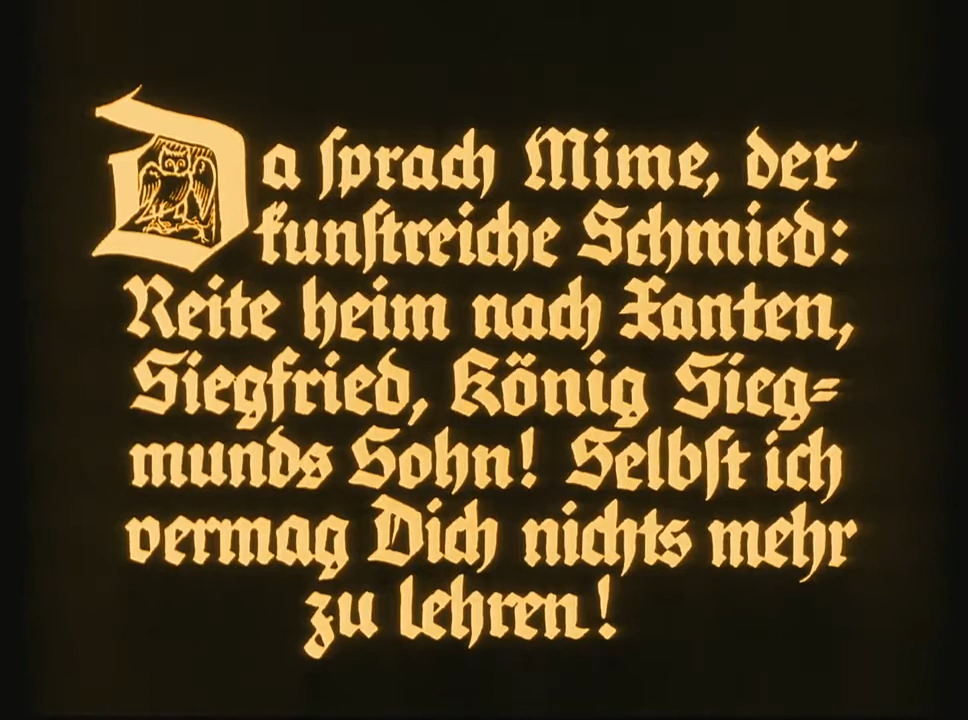 Da ſprach Mime, der
kunſtreiche Schmied:
Reite heim nach Xanten,
Siegfried, König Sieg⸗
munds Sohn! Selbſt ich
vermag Dich nichts mehr
zu lehren!